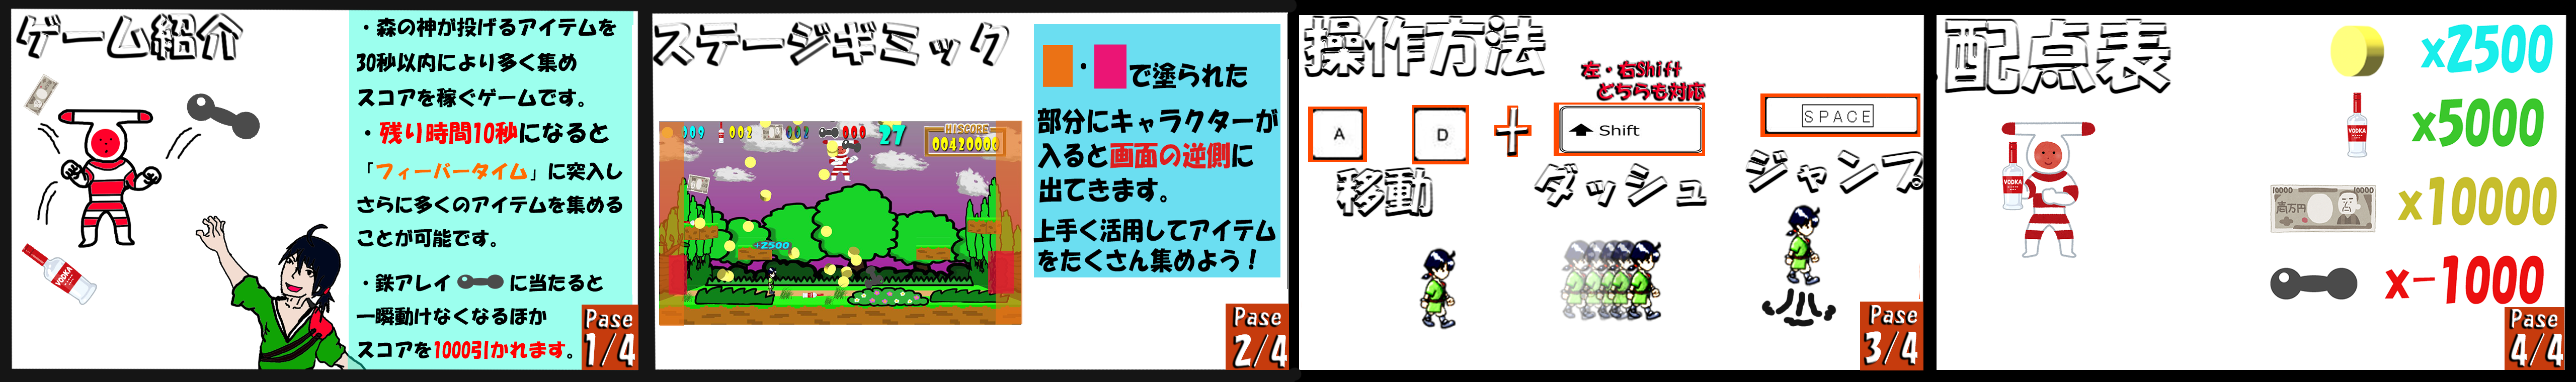 ゲーム紹介
・森の神が投げるアイテムを
30秒以内により多く集め
スコアを稼ぐゲームです。
・残り時間10秒になると
「フィーバータイム」に突入し
さらに多くのアイテムを集める
ことが可能です。
・鉄アレイ に当たると
一瞬動けなくなるほか
スコアを1000引かれます。
VODKA
Pase
1/4
ステージギミック
・ で塗られた
部分にキャラクターが
入ると画面の逆側に
出てきます。
上手く活用してアイテム
をたくさん集めよう!
009 002 002 000 27
HISCORE
00420000
+2500
Pase
2/4
操作方法
左・右Shift
どちらも対応
A D + Shift SPACE
移動 ダッシュ ジャンプ
Pase
3/4
配点表
x2500
VODKA
x5000
VODKA
10000 10000
壱万円
x10000
x-1000
Pase
4/4